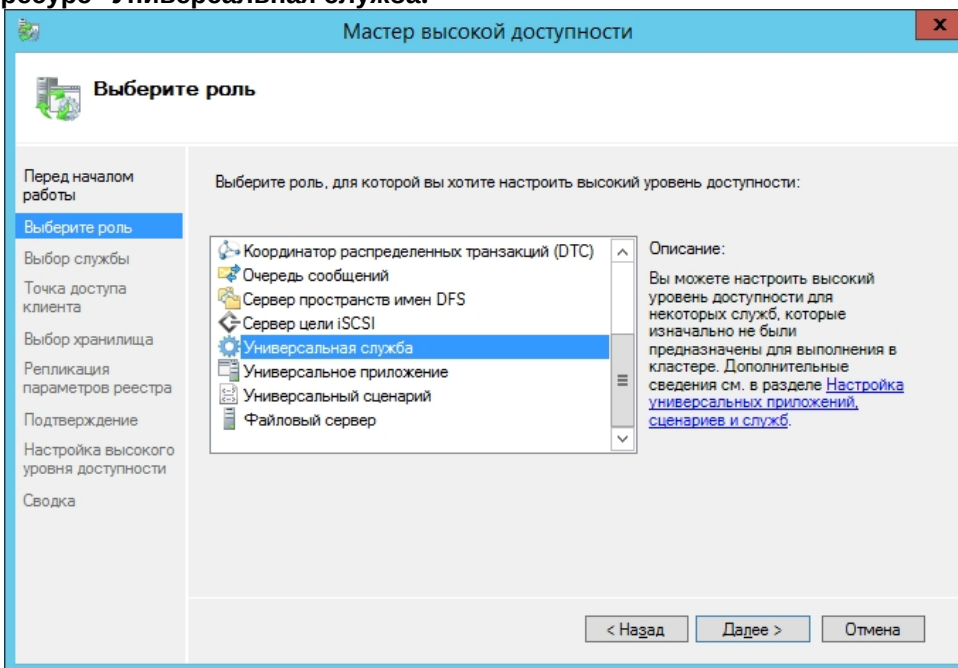 ресурс "Универсальная служба.
Мастер высокой доступности
x
Выберите роль
Перед началом
работы
Выберите роль
Выбор службы
Точка доступа
клиента
Выбор хранилища
Репликация
параметров реестра
Подтверждение
Настройка высокого
уровня доступности
Сводка
Выберите роль, для которой вы хотите настроить высокий уровень доступности:
Координатор распределенных транзакций (DTC)
Очередь сообщений
Сервер пространств имен DFS
Сервер цели iSCSI
Универсальная служба
Универсальное приложение
Универсальный сценарий
Файловый сервер
Описание:
Вы можете настроить высокий
уровень доступности для
некоторых служб, которые
изначально не были
предназначены для выполнения в
кластере. Дополнительные
сведения см. в разделе Настройка
универсальных приложений,
сценариев и служб.
< Назад
Далее >
Отмена